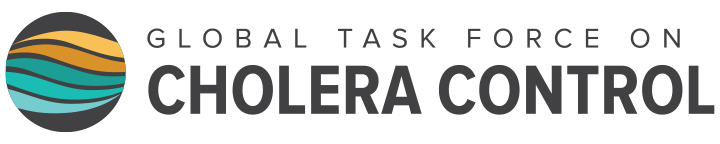 GLOBAL TASK FORCE ON
CHOLERA CONTROL